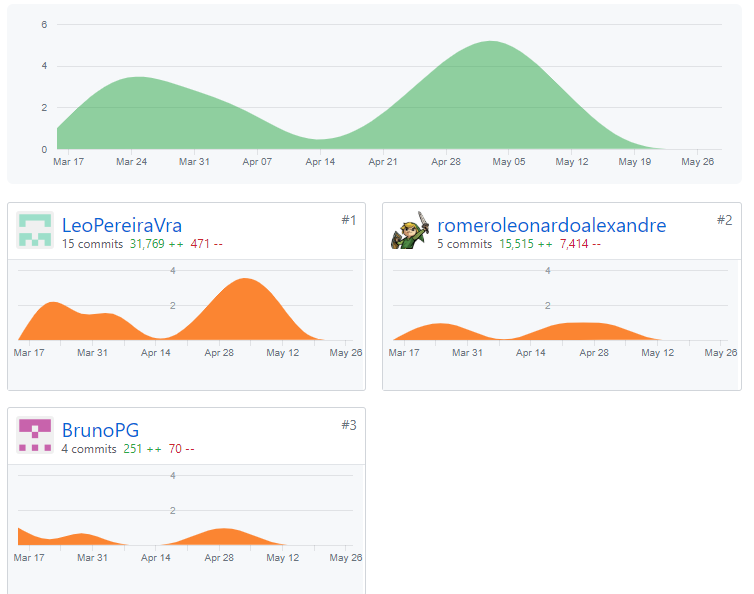 6
4
2
0
Mar 17 Mar 24 Mar 31 Apr 07 Apr 14 Apr 21 Apr 28 May 05 May 12 May 19 May 26
LeoPereiraVra #1
15 commits 31,769 ++ 471 --
4
2
Mar 17 Mar 31 Apr 14 Apr 28 May 12 May 26
romeroleonardoalexandre #2
5 commits 15,515 ++ 7,414 --
4
2
Mar 17 Mar 31 Apr 14 Apr 28 May 12 May 26
BrunoPG #3
4 commits 251 ++ 70 --
4
2
Mar 17 Mar 31 Apr 14 Apr 28 May 12 May 26